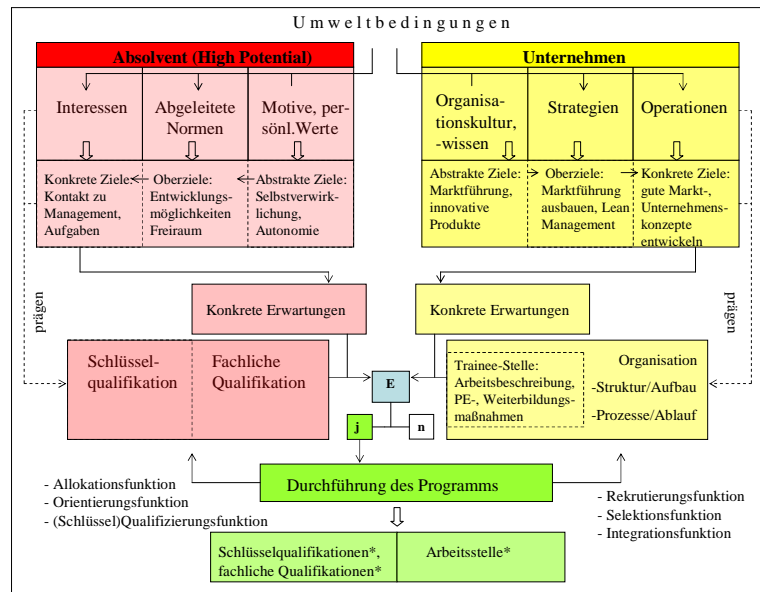 Umweltbedingungen
Absolvent (High Potential)
Unternehmen
Interessen
Abgeleitete
Normen
Motive, per-
sönl.Werte
Organisa-
tionskultur,
-wissen
Strategien
Operationen
Konkrete Ziele:
Kontakt zu
Management,
Aufgaben
Oberziele:
Entwicklungs-
möglichkeiten
Freiraum
Abstrakte Ziele:
Selbstverwirk-
lichung,
Autonomie
Abstrakte Ziele:
Marktführung,
innovative
Produkte
Oberziele:
Marktführung
ausbauen, Lean
Management
Konkrete Ziele:
gute Markt-,
Unternehmens-
konzepte
entwickeln
prägen
Konkrete Erwartungen
Konkrete Erwartungen
prägen
Schlüssel-
qualifikation
Fachliche
Qualifikation
E
Trainee-Stelle:
Arbeitsbeschreibung,
PE-, Weiterbildungs-
maßnahmen
Organisation
-Struktur/Aufbau
-Prozesse/Ablauf
j
n
- Allokationsfunktion
- Orientierungsfunktion
- (Schlüssel)Qualifizierungsfunktion
Durchführung des Programms
- Rekrutierungsfunktion
- Selektionsfunktion
- Integrationsfunktion
Schlüsselqualifikationen*,
fachliche Qualifikationen*
Arbeitsstelle*